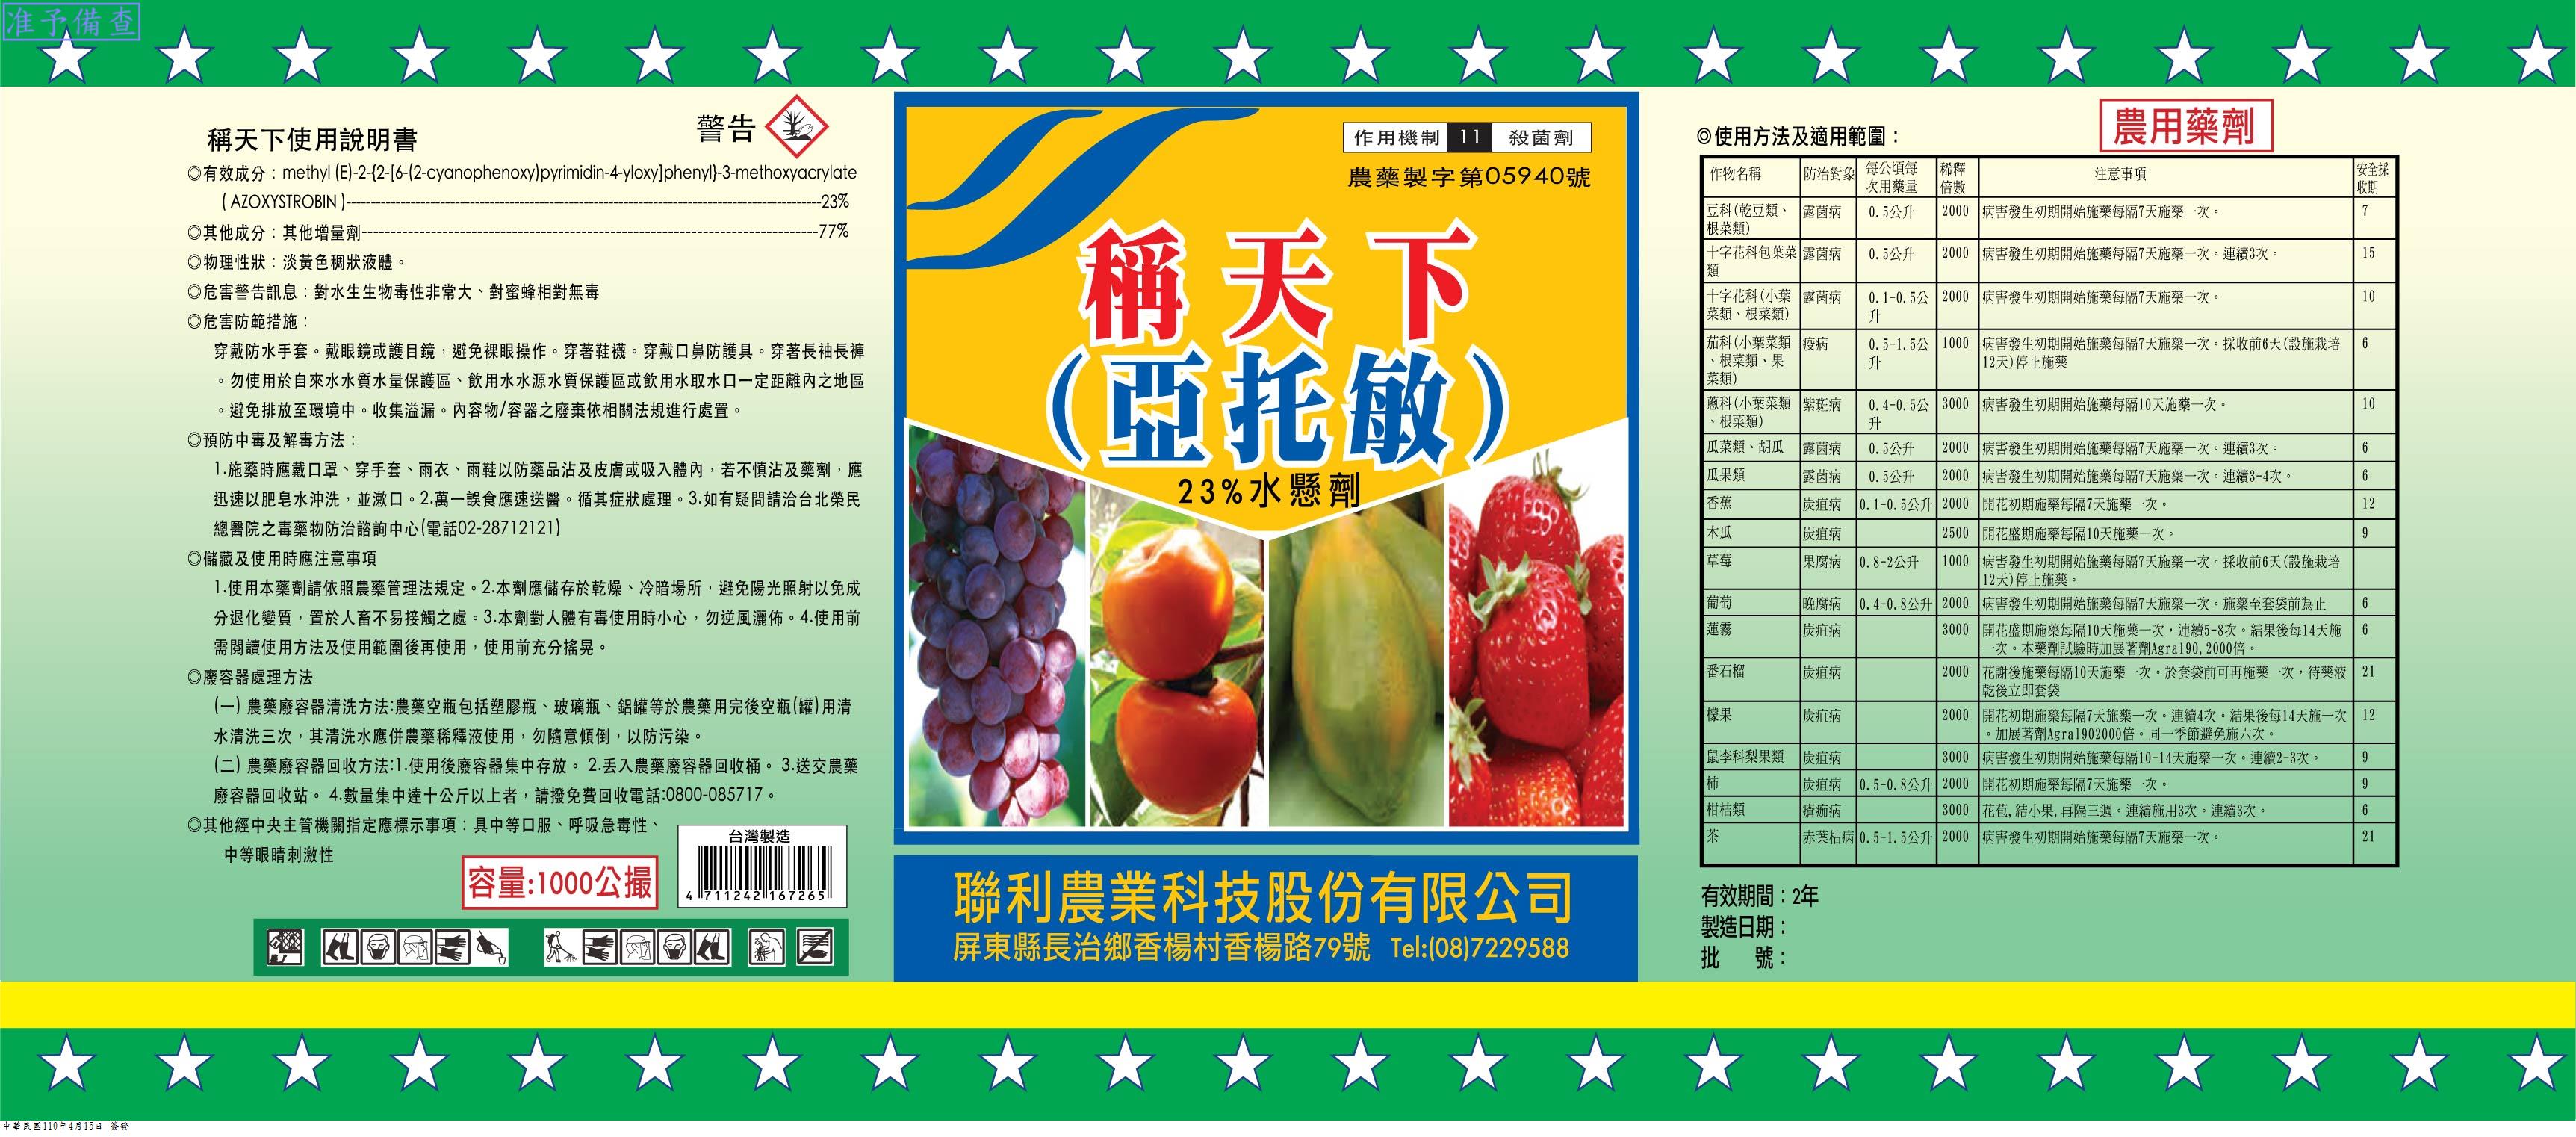 准予備查
稱天下使用說明書
警告
◎有效成分：methyl (E)-2-{2-[6-(2-cyanophenoxy)pyrimidin-4-yloxy]phenyl}-3-methoxyacrylate
( AZOXYSTROBIN )------------------------------------------------------------23%
◎其他成分：其他增量劑------------------------------------------------------------77%
◎物理性狀：淡黃色稠狀液體。
◎危害警告訊息：對水生生物毒性非常大、對蜜蜂相對無毒
◎危害防範措施：
穿戴防水手套。戴眼鏡或護目鏡，避免裸眼操作。穿著鞋襪。穿戴口鼻防護具。穿著長袖長褲
。勿使用於自來水水質水量保護區、飲用水水源水質保護區或飲用水取水口一定距離內之地區
。避免排放至環境中。收集溢漏。內容物/容器之廢棄依相關法規進行處置。
◎預防中毒及解毒方法：
1.施藥時應戴口罩、穿手套、雨衣、雨鞋以防藥品沾及皮膚或吸入體內，若不慎沾及藥劑，應
迅速以肥皂水沖洗，並漱口。2.萬一誤食應速送醫。循其症狀處理。3.如有疑問請洽台北榮民
總醫院之毒藥物防治諮詢中心(電話02-28712121)
◎儲藏及使用時應注意事項
1.使用本藥劑請依照農藥管理法規定。2.本劑應儲存於乾燥、冷暗場所，避免陽光照射以免成
分退化變質，置於人畜不易接觸之處。3.本劑對人體有毒使用時小心，勿逆風灑佈。4.使用前
需閱讀使用方法及使用範圍後再使用，使用前充分搖晃。
◎廢容器處理方法
(一) 農藥廢容器清洗方法:農藥空瓶包括塑膠瓶、玻璃瓶、鋁罐等於農藥用完後空瓶(罐)用清
水清洗三次，其清洗水應併農藥稀釋液使用，勿隨意傾倒，以防污染。
(二) 農藥廢容器回收方法:1.使用後廢容器集中存放。 2.丟入農藥廢容器回收桶。 3.送交農藥
廢容器回收站。 4.數量集中達十公斤以上者，請撥免費回收電話:0800-085717。
◎其他經中央主管機關指定應標示事項：具中等口服、呼吸急毒性、
中等眼睛刺激性
容量:1000公撮
台灣製造
4 711242 167265
作用機制 11 殺菌劑
農藥製字第05940號
稱天下
(亞托敏)
23%水懸劑
聯利農業科技股份有限公司
屏東縣長治鄉香楊村香楊路79號 Tel:(08)7229588
農用藥劑
◎使用方法及適用範圍：
作物名稱 防治對象 每公頃每次用藥量 稀釋倍數 注意事項 安全採收期
豆科(乾豆類、根菜類) 露菌病 0.5公升 2000 病害發生初期開始施藥每隔7天施藥一次。 7
十字花科包葉菜類 露菌病 0.5公升 2000 病害發生初期開始施藥每隔7天施藥一次。連續3次。 15
十字花科(小葉菜類、根菜類) 露菌病 0.1-0.5公升 2000 病害發生初期開始施藥每隔7天施藥一次。 10
茄科(小葉菜類、根菜類、果菜類) 疫病 0.5-1.5公升 1000 病害發生初期開始施藥每隔7天施藥一次。採收前6天(設施栽培12天)停止施藥 6
蔥科(小葉菜類、根菜類) 紫斑病 0.4-0.5公升 3000 病害發生初期開始施藥每隔10天施藥一次。 10
瓜菜類、胡瓜 露菌病 0.5公升 2000 病害發生初期開始施藥每隔7天施藥一次。連續3次。 6
瓜果類 露菌病 0.5公升 2000 病害發生初期開始施藥每隔7天施藥一次。連續3-4次。 6
香蕉 炭疽病 0.1-0.5公升 2000 開花初期施藥每隔7天施藥一次。 12
木瓜 炭疽病 2500 開花盛期施藥每隔10天施藥一次。 9
草莓 果腐病 0.8-2公升 1000 病害發生初期開始施藥每隔7天施藥一次。採收前6天(設施栽培12天)停止施藥。 6
葡萄 晚腐病 0.4-0.8公升 2000 病害發生初期開始施藥每隔7天施藥一次。施藥至套袋前為止 6
蓮霧 炭疽病 3000 開花盛期施藥每隔10天施藥一次，連續5-8次。結果後每14天施一次。本藥劑試驗時加展著劑Agral90,2000倍。 6
番石榴 炭疽病 2000 花謝後施藥每隔10天施藥一次。於套袋前可再施藥一次，待藥液乾後立即套袋 21
檬果 炭疽病 2000 開花初期施藥每隔7天施藥一次。連續4次。結果後每14天施一次。加展著劑Agral902000倍。同一季節避免施六次。 12
鼠李科梨果類 炭疽病 3000 病害發生初期開始施藥每隔10-14天施藥一次。連續2-3次。 9
柿 炭疽病 0.5-0.8公升 2000 開花初期施藥每隔7天施藥一次。 9
柑桔類 瘡痂病 3000 花苞,結小果,再隔三週。連續施用3次。連續3次。 6
茶 赤葉枯病 0.5-1.5公升 2000 病害發生初期開始施藥每隔7天施藥一次。 21
有效期間：2年
製造日期：
批　號：
中華民國110年4月15日 簽發